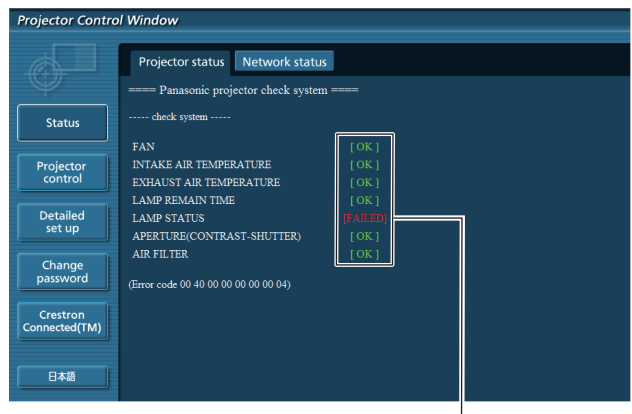 Projector Control Window
Projector status
Network status
==== Panasonic projector check system ====
----- check system -----
FAN [ OK ]
INTAKE AIR TEMPERATURE [ OK ]
EXHAUST AIR TEMPERATURE [ OK ]
LAMP REMAIN TIME [ OK ]
LAMP STATUS [FAILED]
APERTURE(CONTRAST-SHUTTER) [ OK ]
AIR FILTER [ OK ]
(Error code 00 40 00 00 00 00 00 04)
Status
Projector
control
Detailed
set up
Change
password
Crestron
Connected(TM)
日本語